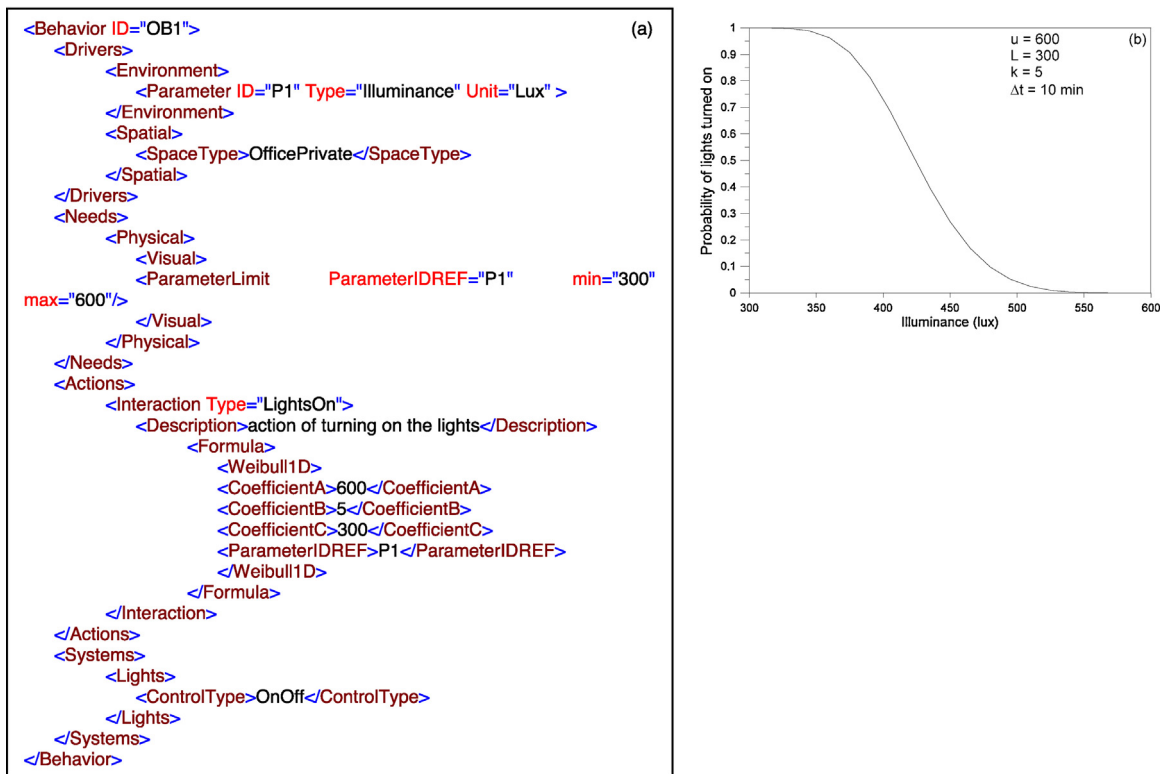 (a)
<Behavior ID="OB1">
<Drivers>
<Environment>
<Parameter ID="P1" Type="Illuminance" Unit="Lux" >
</Environment>
<Spatial>
<SpaceType>OfficePrivate</SpaceType>
</Spatial>
</Drivers>
<Needs>
<Physical>
<Visual>
<ParameterLimit ParameterIDREF="P1" min="300"
max="600"/>
</Visual>
</Physical>
</Needs>
<Actions>
<Interaction Type="LightsOn">
<Description>action of turning on the lights</Description>
<Formula>
<Weibull1D>
<CoefficientA>600</CoefficientA>
<CoefficientB>5</CoefficientB>
<CoefficientC>300</CoefficientC>
<ParameterIDREF>P1</ParameterIDREF>
</Weibull1D>
</Formula>
</Interaction>
</Actions>
<Systems>
<Lights>
<ControlType>OnOff</ControlType>
</Lights>
</Systems>
</Behavior>
(b)
u = 600
L = 300
k = 5
Δt = 10 min
Probability of lights turned on
1
0.9
0.8
0.7
0.6
0.5
0.4
0.3
0.2
0.1
0
300 350 400 450 500 550 600
Illuminance (lux)